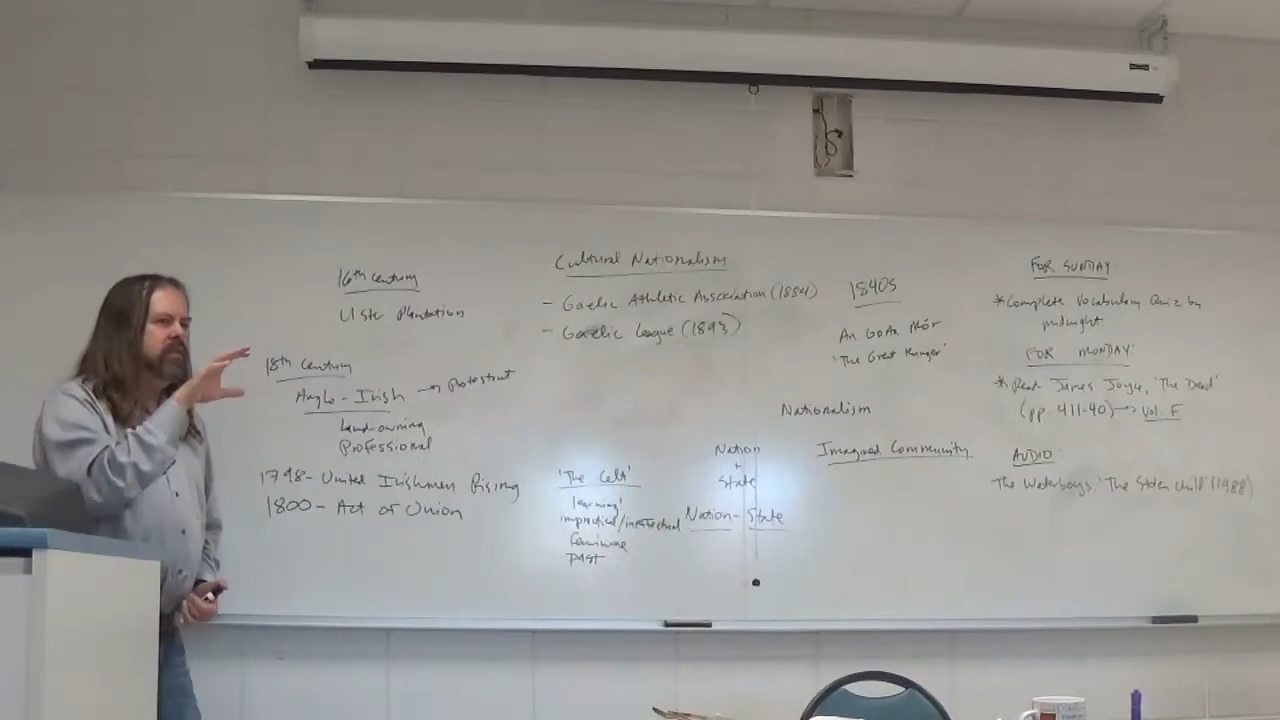 16th century
Ulster Plantation
18th Century
Anglo-Irish → Protestant
Land-owning
Professional
1798 - United Irishmen Rising
1800 - Act of Union
Cultural Nationalism
- Gaelic Athletic Association (1884)
- Gaelic League (1893)
'The Celt'
'learning'
impractical/ineffectual
feminine
past
1840s
An Gorta Mór
'The Great Hunger'
Nationalism
Nation
+
State
Nation-State
Imagined Community
FOR SUNDAY
*Complete Vocabulary Quiz by
midnight.
FOR MONDAY:
*Read James Joyce, 'The Dead'
(pp. 411-40) → Vol. F
AUDIO:
The Waterboys, 'The Stolen Child' (1988)